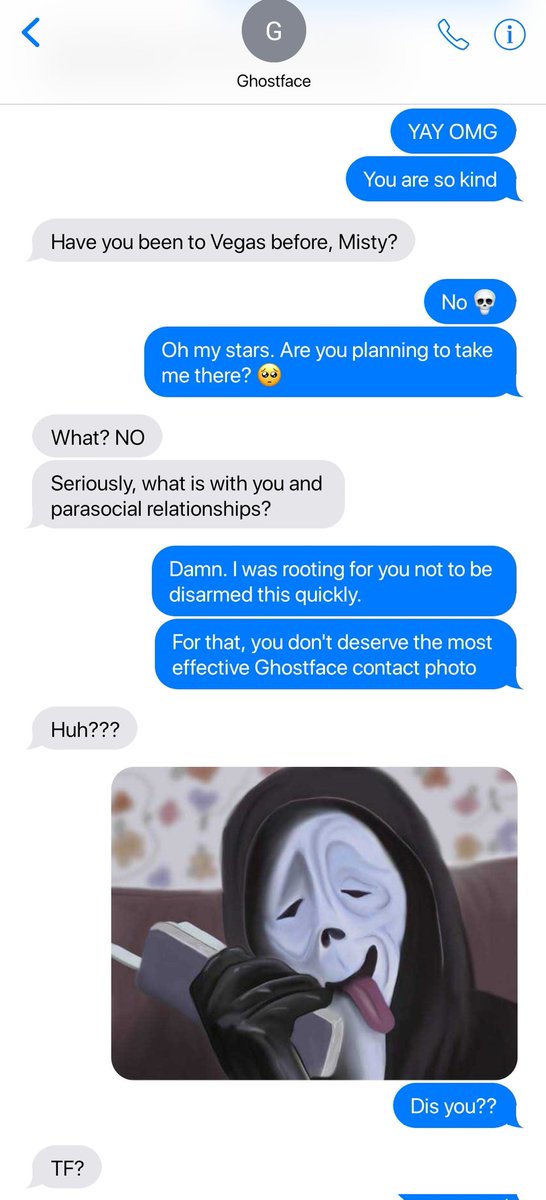 G
Ghostface
YAY OMG
You are so kind
Have you been to Vegas before, Misty?
No 💀
Oh my stars. Are you planning to take
me there? 🥺
What? NO
Seriously, what is with you and
parasocial relationships?
Damn. I was rooting for you not to be
disarmed this quickly.
For that, you don't deserve the most
effective Ghostface contact photo
Huh???
Dis you??
TF?